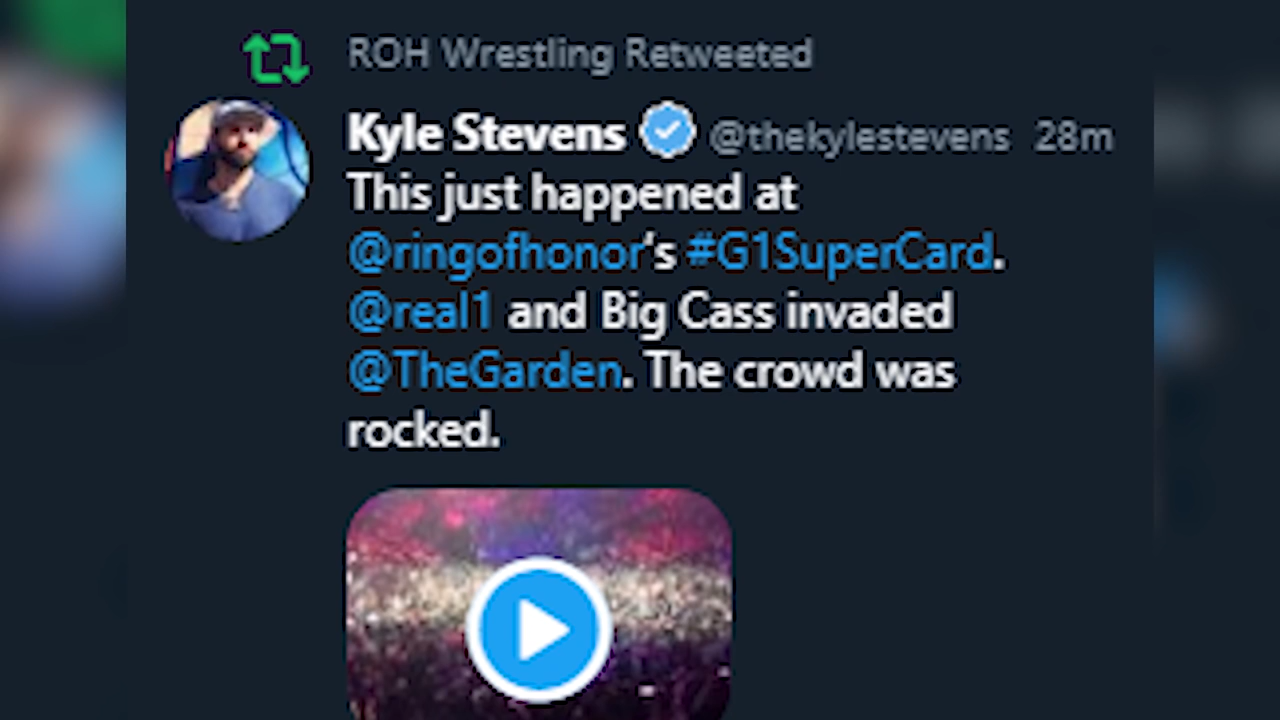 ROH Wrestling Retweeted
Kyle Stevens @thekylestevens 28m
This just happened at
@ringofhonor's #G1SuperCard.
@real1 and Big Cass invaded
@TheGarden. The crowd was
rocked.